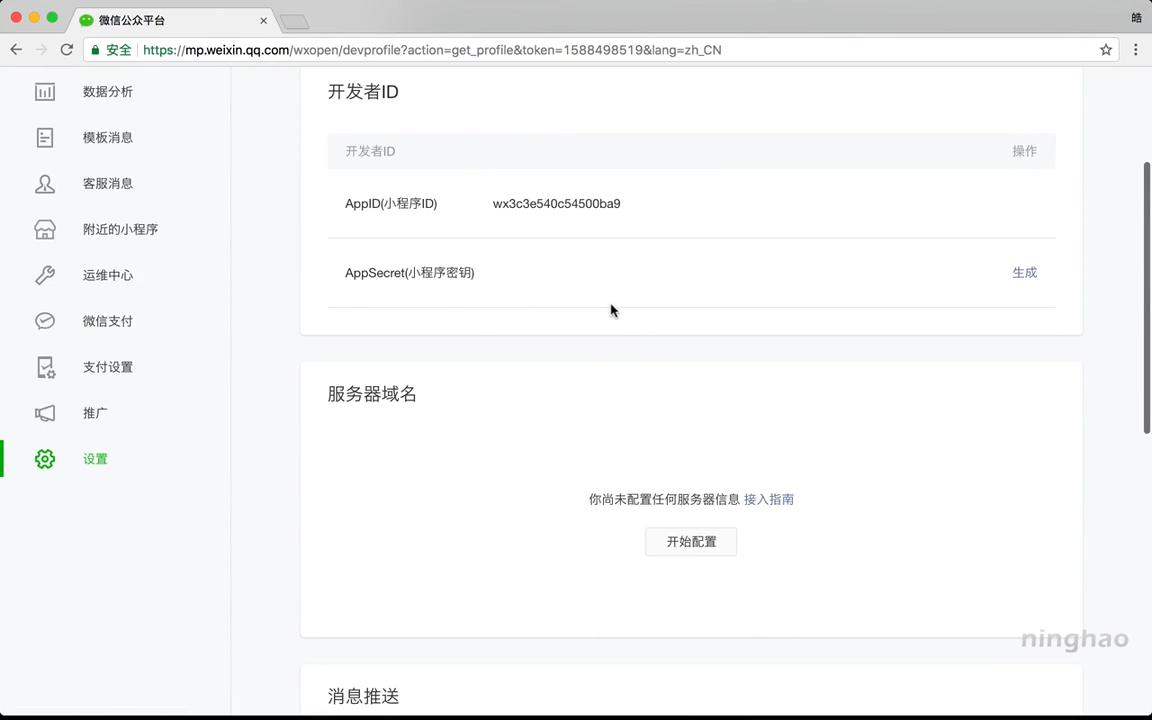 微信公众平台
皓
安全
https://mp.weixin.qq.com/wxopen/devprofile?action=get_profile&token=1588498519&lang=zh_CN
数据分析
模板消息
客服消息
附近的小程序
运维中心
微信支付
支付设置
推广
设置
开发者ID
开发者ID 操作
AppID(小程序ID) wx3c3e540c54500ba9
AppSecret(小程序密钥) 生成
服务器域名
你尚未配置任何服务器信息 接入指南
开始配置
ninghao
消息推送